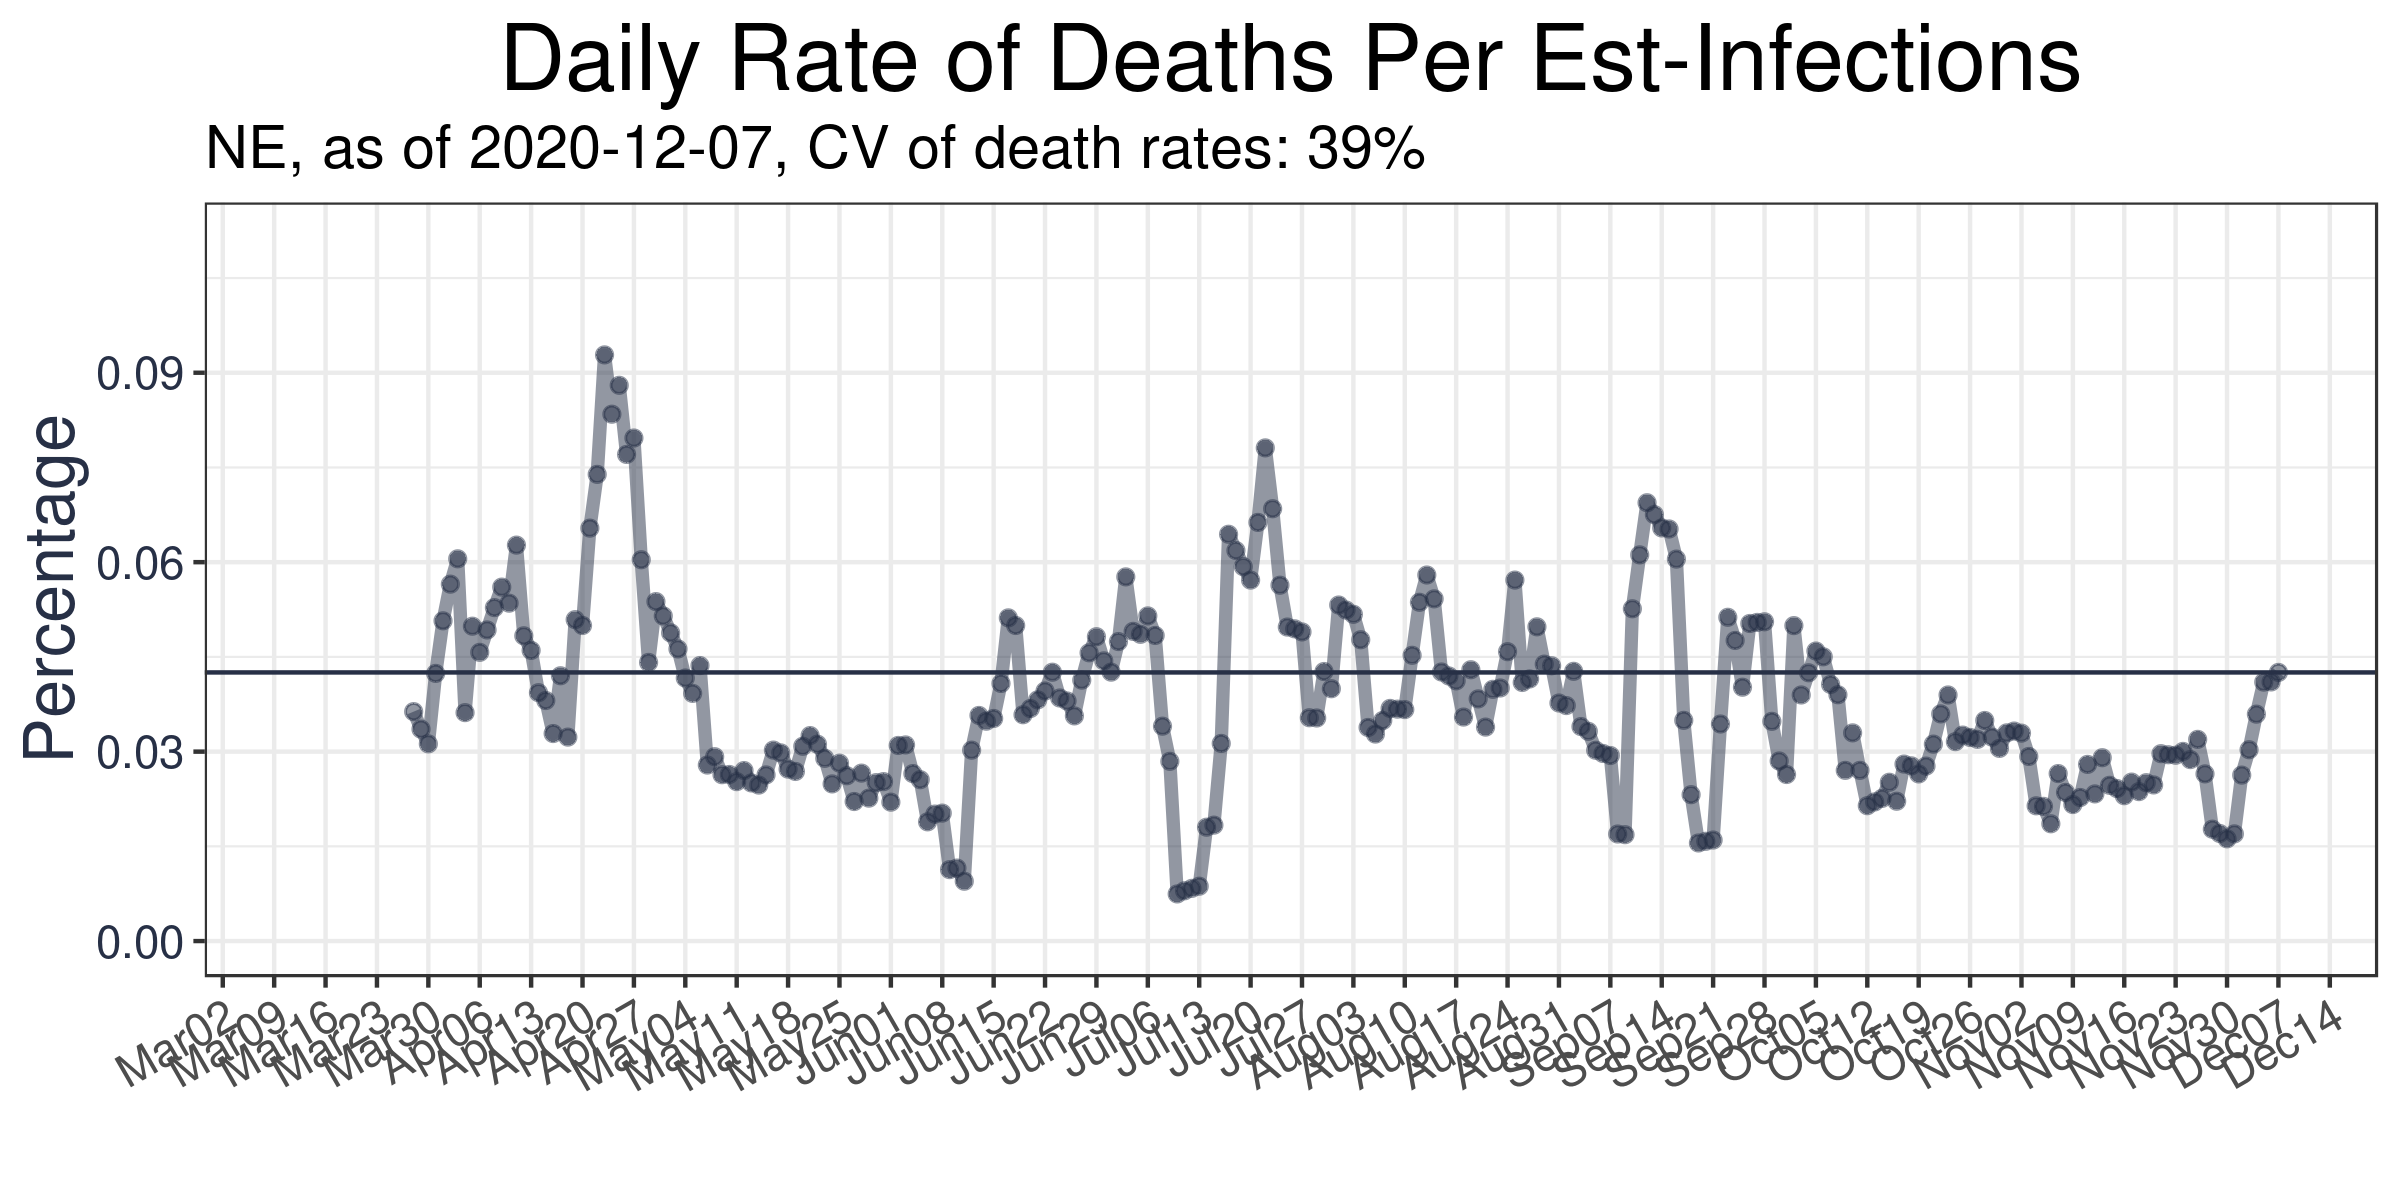 Daily Rate of Deaths Per Est-Infections
NE, as of 2020-12-07, CV of death rates: 39%
Percentage
0.09
0.06
0.03
0.00
Mar02
Mar09
Mar16
Mar23
Mar30
Apr06
Apr13
Apr20
Apr27
May04
May11
May18
May25
Jun01
Jun08
Jun15
Jun22
Jun29
Jul06
Jul13
Jul20
Jul27
Aug03
Aug10
Aug17
Aug24
Aug31
Sep07
Sep14
Sep21
Sep28
Oct05
Oct12
Oct19
Oct26
Nov02
Nov09
Nov16
Nov23
Nov30
Dec07
Dec14